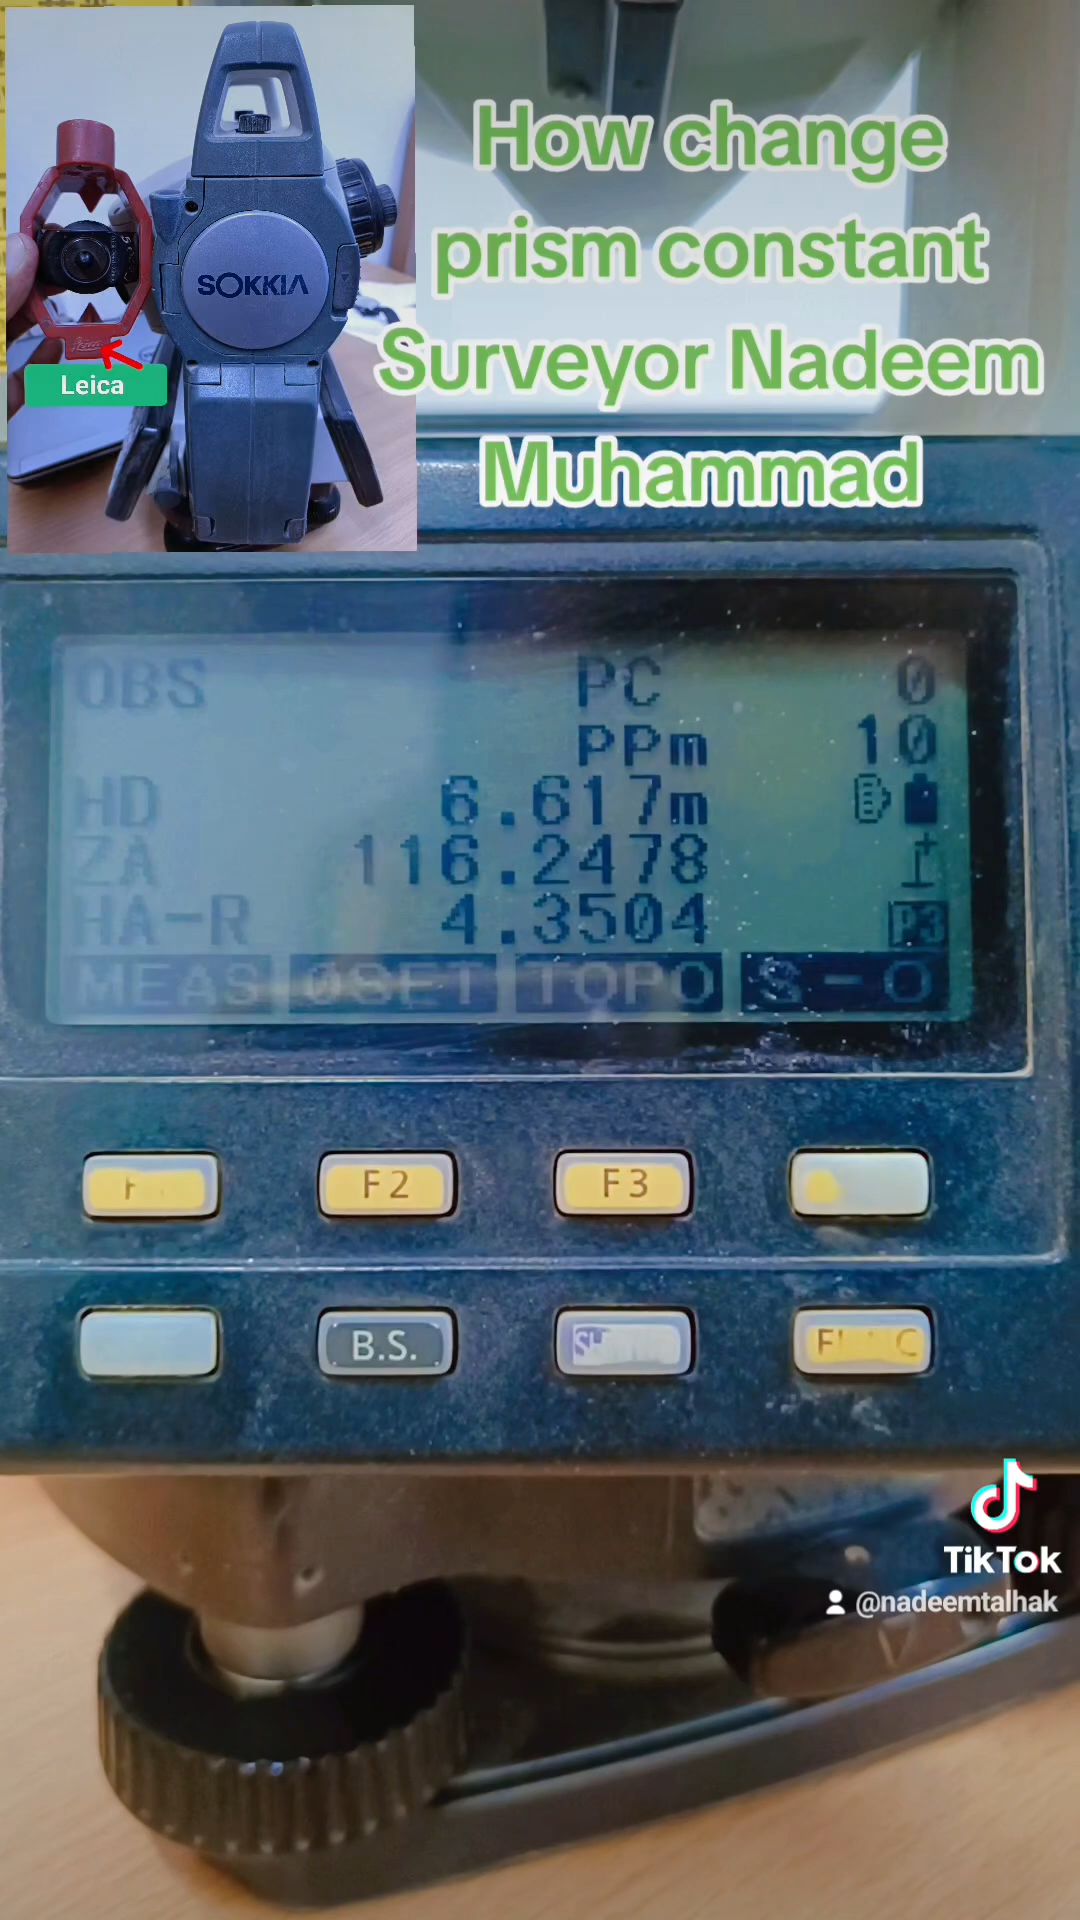 How change
prism constant
Surveyor Nadeem
Muhammad
SOKKIA
Leica
OBS PC 0
PPm 10
HD 6.617m
ZA 116.2478
HA-R 4.3504
P3
MEAS 0SET TOPO S-O
F2 F3
B.S.
TikTok
@nadeemtalhak